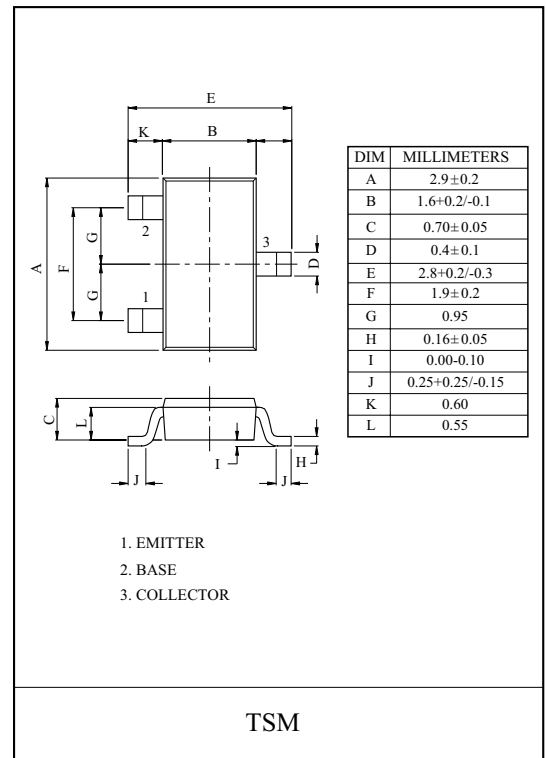 E
K B
DIM MILLIMETERS
A 2.9±0.2
B 1.6+0.2/-0.1
C 0.70±0.05
D 0.4±0.1
E 2.8+0.2/-0.3
F 1.9±0.2
G 0.95
H 0.16±0.05
I 0.00-0.10
J 0.25+0.25/-0.15
K 0.60
L 0.55
2
3
G
A
F
D
G
1
C
L
I
H
J
J
1. EMITTER
2. BASE
3. COLLECTOR
TSM